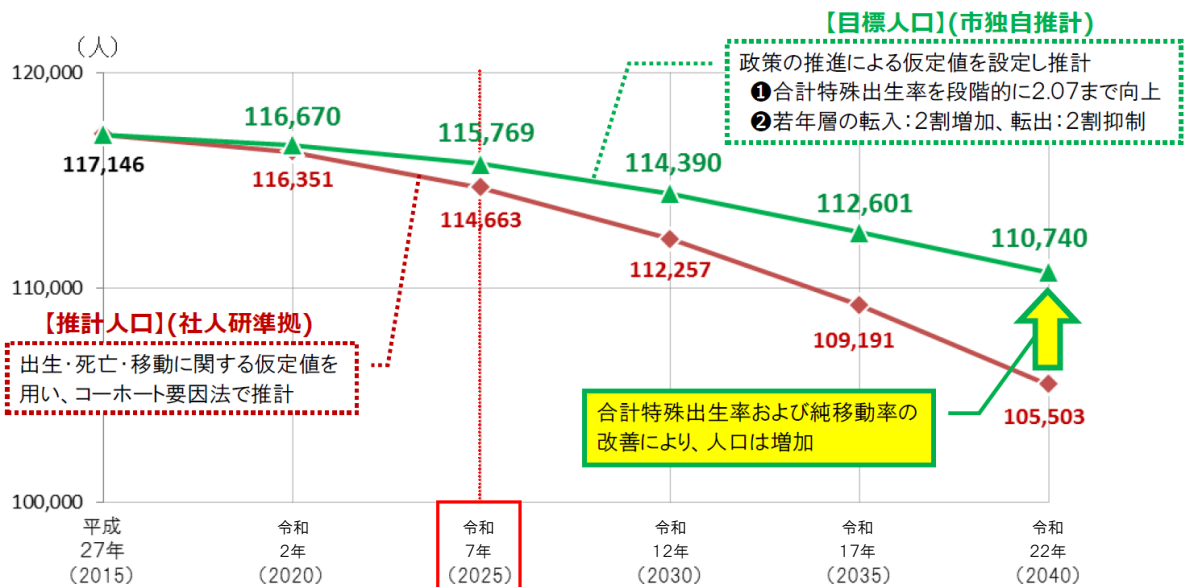 【目標人口】(市独自推計)
(人)
政策の推進による仮定値を設定し推計
❶合計特殊出生率を段階的に2.07まで向上
❷若年層の転入:2割増加、転出:2割抑制
120,000
116,670
115,769
114,390
112,601
110,740
117,146
116,351
114,663
112,257
109,191
105,503
110,000
【推計人口】(社人研準拠)
出生・死亡・移動に関する仮定値を
用い、コーホート要因法で推計
合計特殊出生率および純移動率の
改善により、人口は増加
100,000
平成
27年
(2015)
令和
2年
(2020)
令和
7年
(2025)
令和
12年
(2030)
令和
17年
(2035)
令和
22年
(2040)